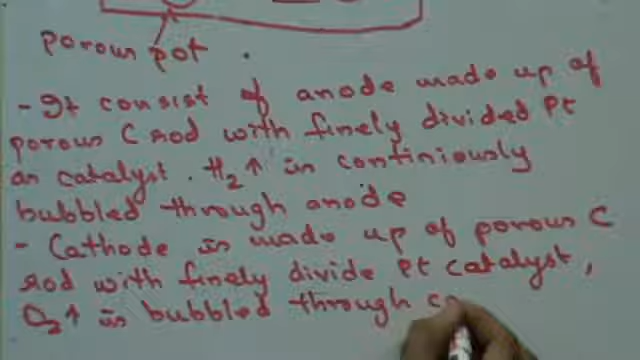 porous pot .
- It consist of anode made up of
porous C rod with finely divided Pt
as catalyst. H2↑ is continiously
bubbled through anode
- Cathode is made up of porous C
rod with finely divide Pt catalyst,
O2↑ is bubbled through c